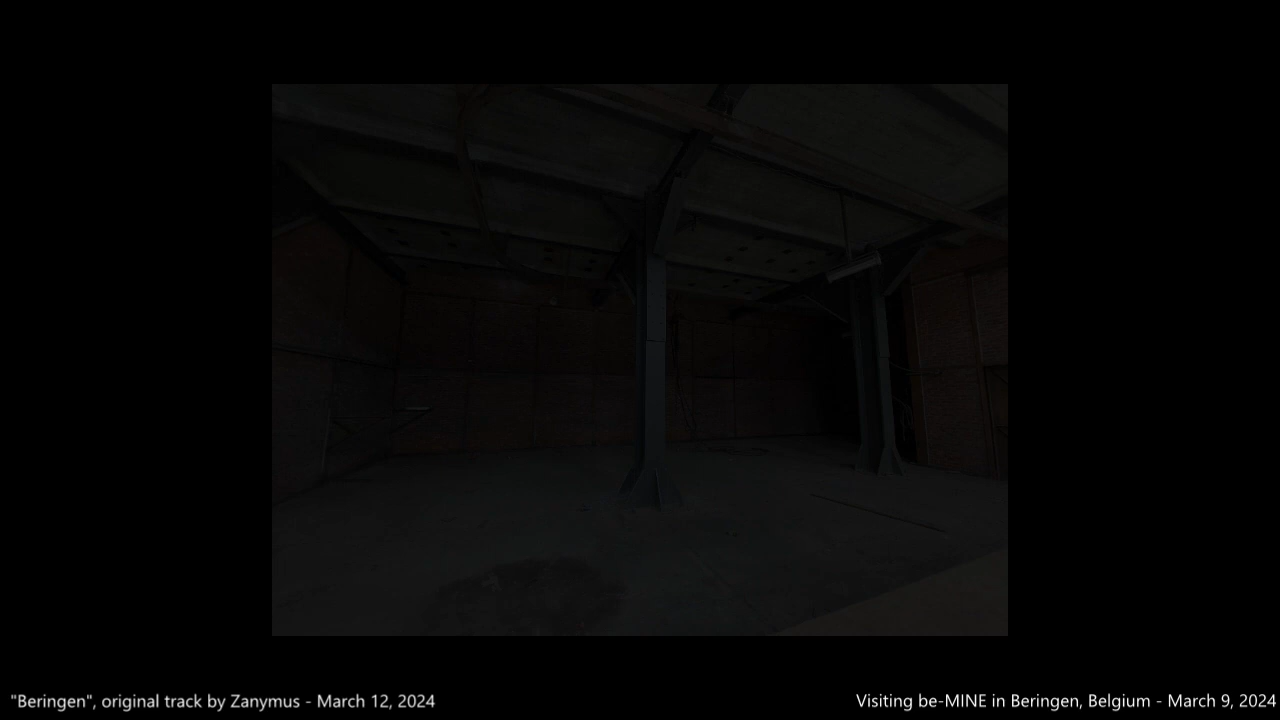 "Beringen", original track by Zanymus - March 12, 2024
Visiting be-MINE in Beringen, Belgium - March 9, 2024